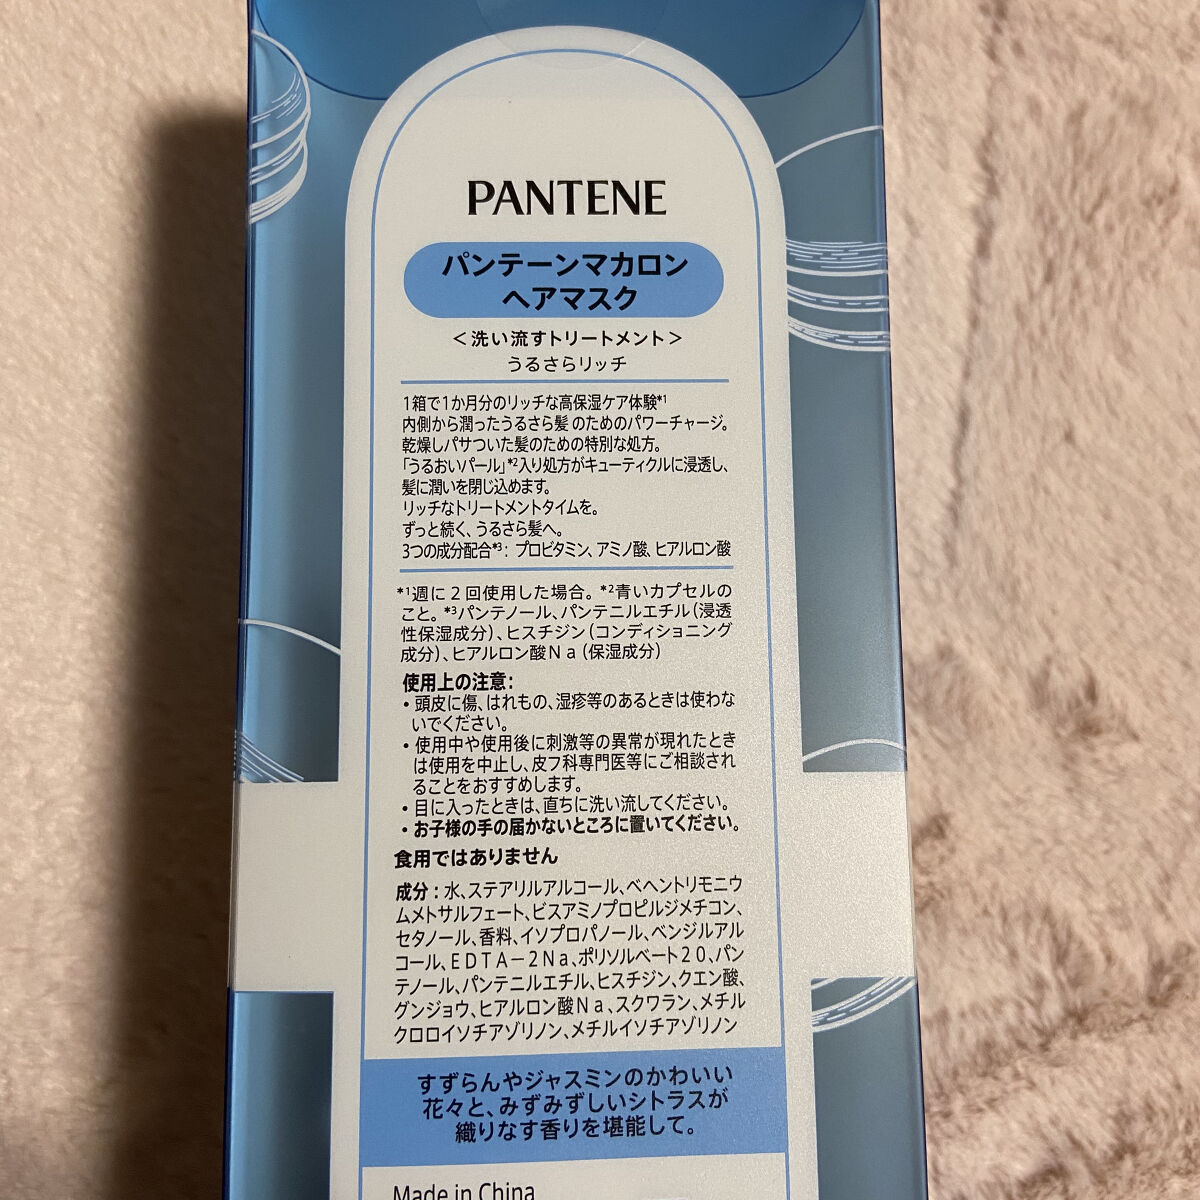 PANTENE
パンテーンマカロン
ヘアマスク
＜洗い流すトリートメント＞
うるさらリッチ
1箱で1か月分のリッチな高保湿ケア体験*1
内側から潤ったうるさら髪のためのパワーチャージ。
乾燥しパサついた髪のための特別な処方。
「うるおいパール」*2入り処方がキューティクルに浸透し、
髪に潤いを閉じ込めます。
リッチなトリートメントタイムを。
ずっと続く、うるさら髪へ。
3つの成分配合*3：プロビタミン、アミノ酸、ヒアルロン酸
*1週に2回使用した場合。*2青いカプセルの
こと。*3パンテノール、パンテニルエチル（浸透
性保湿成分）、ヒスチジン（コンディショニング
成分）、ヒアルロン酸Ｎａ（保湿成分）
使用上の注意：
・頭皮に傷、はれもの、湿疹等のあるときは使わな
いでください。
・使用中や使用後に刺激等の異常が現れたとき
は使用を中止し、皮フ科専門医等にご相談され
ることをおすすめします。
・目に入ったときは、直ちに洗い流してください。
・お子様の手の届かないところに置いてください。
食用ではありません
成分：水、ステアリルアルコール、ベヘントリモニウ
ムメトサルフェート、ビスアミノプロピルジメチコン、
セタノール、香料、イソプロパノール、ベンジルアル
コール、ＥＤＴＡ－２Ｎａ、ポリソルベート２０、パン
テノール、パンテニルエチル、ヒスチジン、クエン酸、
グンジョウ、ヒアルロン酸Ｎａ、スクワラン、メチル
クロロイソチアゾリノン、メチルイソチアゾリノン
すずらんやジャスミンのかわいい
花々と、みずみずしいシトラスが
織りなす香りを堪能して。
Made in China